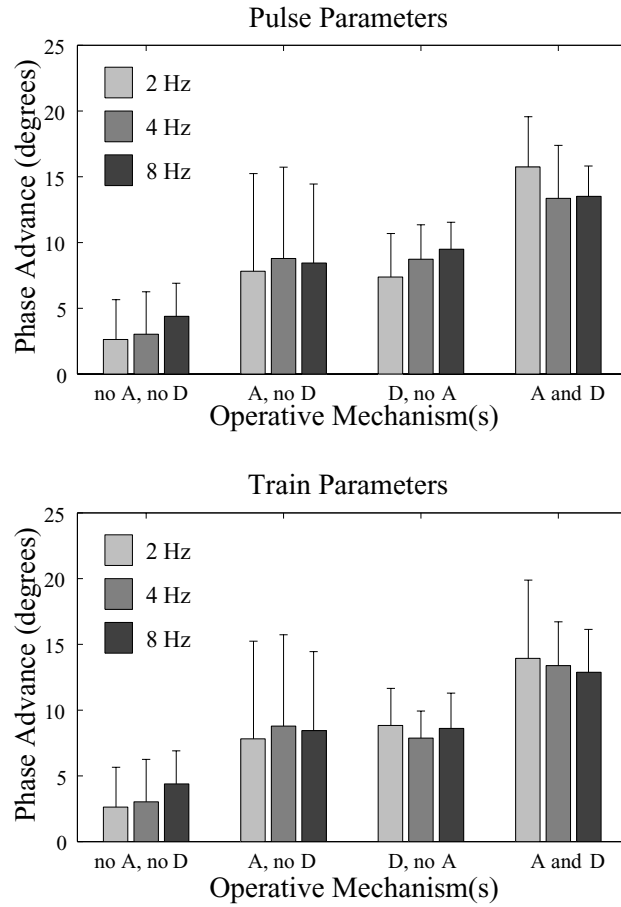 Pulse Parameters
25
20
15
10
5
0
Phase Advance (degrees)
2 Hz
4 Hz
8 Hz
no A, no D
A, no D
D, no A
A and D
Operative Mechanism(s)
Train Parameters
25
20
15
10
5
0
Phase Advance (degrees)
2 Hz
4 Hz
8 Hz
no A, no D
A, no D
D, no A
A and D
Operative Mechanism(s)